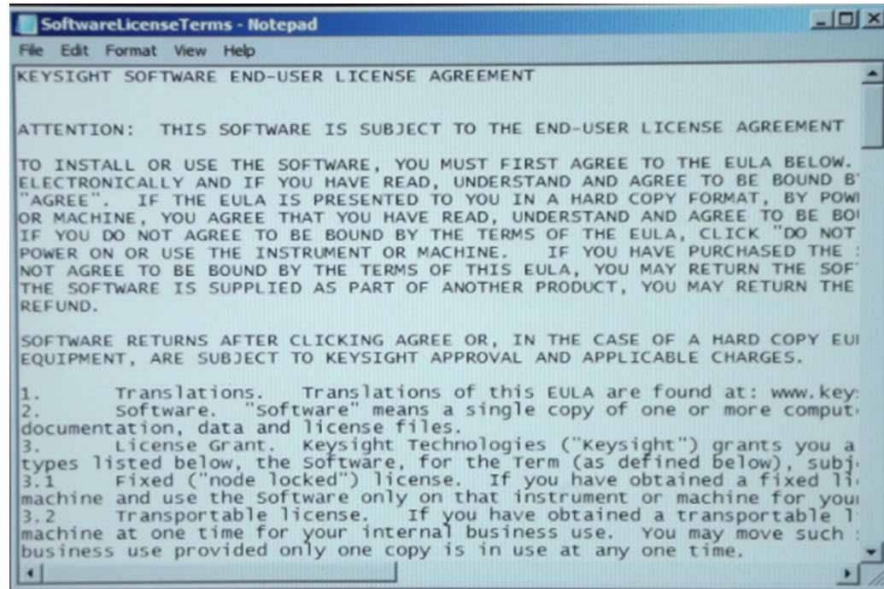 SoftwareLicenseTerms - Notepad
File Edit Format View Help
KEYSIGHT SOFTWARE END-USER LICENSE AGREEMENT
ATTENTION: THIS SOFTWARE IS SUBJECT TO THE END-USER LICENSE AGREEMENT
TO INSTALL OR USE THE SOFTWARE, YOU MUST FIRST AGREE TO THE EULA BELOW.
ELECTRONICALLY AND IF YOU HAVE READ, UNDERSTAND AND AGREE TO BE BOUND
"AGREE". IF THE EULA IS PRESENTED TO YOU IN A HARD COPY FORMAT, BY
OR MACHINE, YOU AGREE THAT YOU HAVE READ, UNDERSTAND AND AGREE TO BE
IF YOU DO NOT AGREE TO BE BOUND BY THE TERMS OF THE EULA, CLICK "DO NOT
POWER ON OR USE THE INSTRUMENT OR MACHINE. IF YOU HAVE PURCHASED THE
NOT AGREE TO BE BOUND BY THE TERMS OF THIS EULA, YOU MAY RETURN THE
THE SOFTWARE IS SUPPLIED AS PART OF ANOTHER PRODUCT, YOU MAY RETURN THE
REFUND.
SOFTWARE RETURNS AFTER CLICKING AGREE OR, IN THE CASE OF A HARD COPY
EQUIPMENT, ARE SUBJECT TO KEYSIGHT APPROVAL AND APPLICABLE CHARGES.
1. Translations. Translations of this EULA are found at:
2. Software. "Software" means a single copy of one or more
documentation, data and license files.
3. License Grant. Keysight Technologies ("Keysight") grants you a
types listed below, the Software, for the Term (as defined below),
3.1 Fixed ("node locked") license. If you have obtained a fixed
machine and use the Software only on that instrument or machine for
3.2 Transportable license. If you have obtained a transportable
machine at one time for your internal business use. You may move such
business use provided only one copy is in use at any one time.